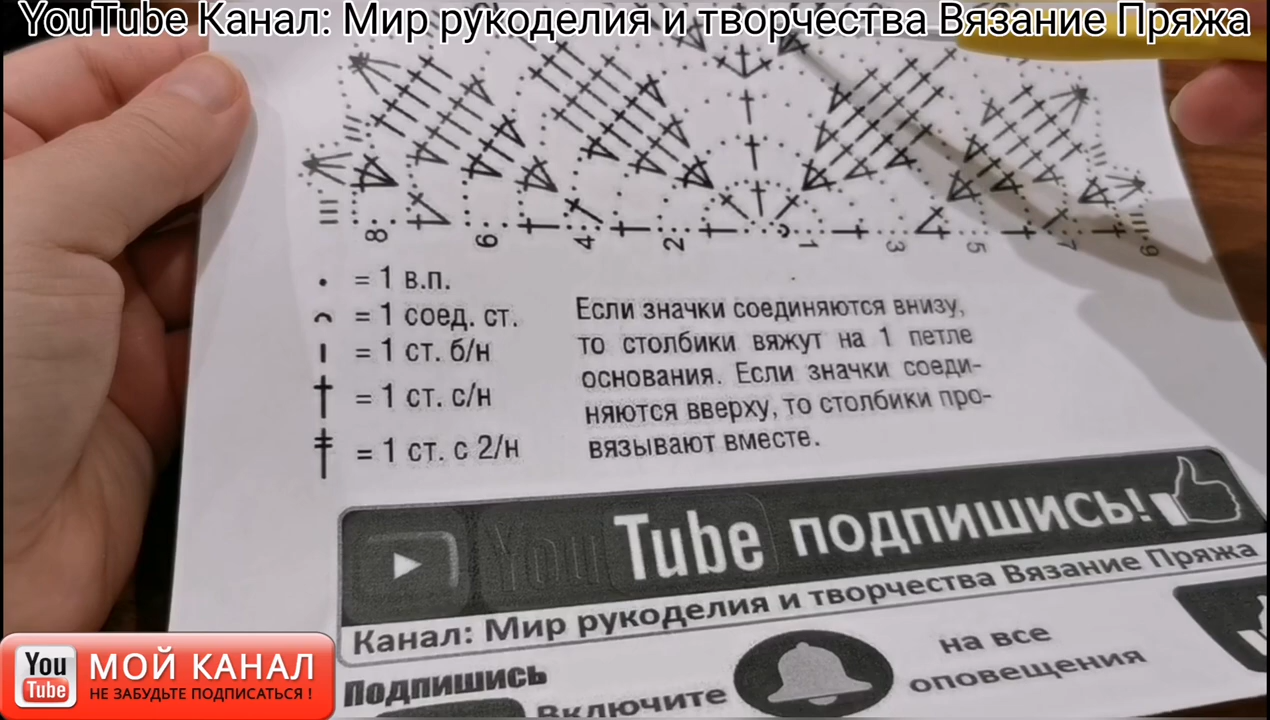 YouTube Канал: Мир рукоделия и творчества Вязание Пряжа
8 6 4 2 1 3 5 7 9
= 1 в.п.
= 1 соед. ст.
= 1 ст. б/н
= 1 ст. с/н
= 1 ст. с 2/н
Если значки соединяются внизу,
то столбики вяжут на 1 петле
основания. Если значки соеди-
няются вверху, то столбики про-
вязывают вместе.
YouTube ПОДПИШИСЬ!
Канал: Мир рукоделия и творчества Вязание Пряжа
Подпишись
Включите
на все
оповещения
You Tube
МОЙ КАНАЛ
НЕ ЗАБУДЬТЕ ПОДПИСАТЬСЯ !